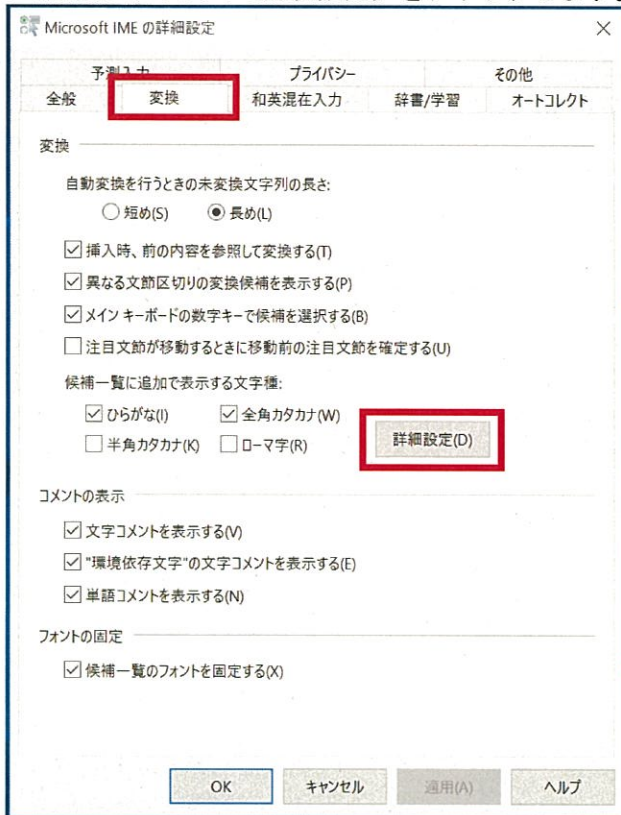 Microsoft IME の詳細設定
予測入力 プライバシー その他
全般 変換 和英混在入力 辞書/学習 オートコレクト
変換
自動変換を行うときの未変換文字列の長さ:
短め(S) 長め(L)
挿入時、前の内容を参照して変換する(T)
異なる文節区切りの変換候補を表示する(P)
メイン キーボードの数字キーで候補を選択する(B)
注目文節が移動するときに移動前の注目文節を確定する(U)
候補一覧に追加で表示する文字種:
ひらがな(I) 全角カタカナ(W)
半角カタカナ(K) ローマ字(R) 詳細設定(D)
コメントの表示
文字コメントを表示する(V)
"環境依存文字"の文字コメントを表示する(E)
単語コメントを表示する(N)
フォントの固定
候補一覧のフォントを固定する(X)
OK キャンセル 適用(A) ヘルプ